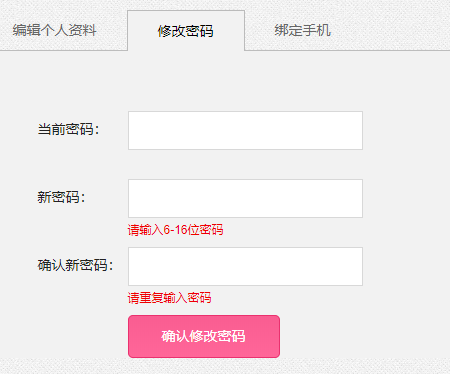 编辑个人资料 修改密码 绑定手机
当前密码：
新密码：
请输入6-16位密码
确认新密码：
请重复输入密码
确认修改密码